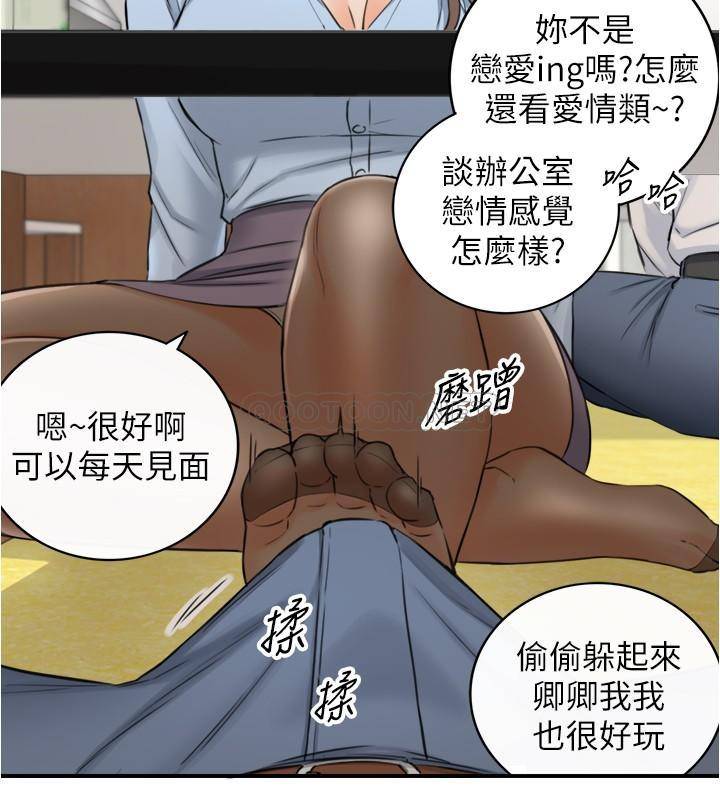 妳不是
戀愛ing嗎?怎麼
還看愛情類~?
談辦公室
戀情感覺
怎麼樣?
哈哈
磨蹭
嗯~很好啊
可以每天見面
揉
揉
偷偷躲起來
卿卿我我
也很好玩